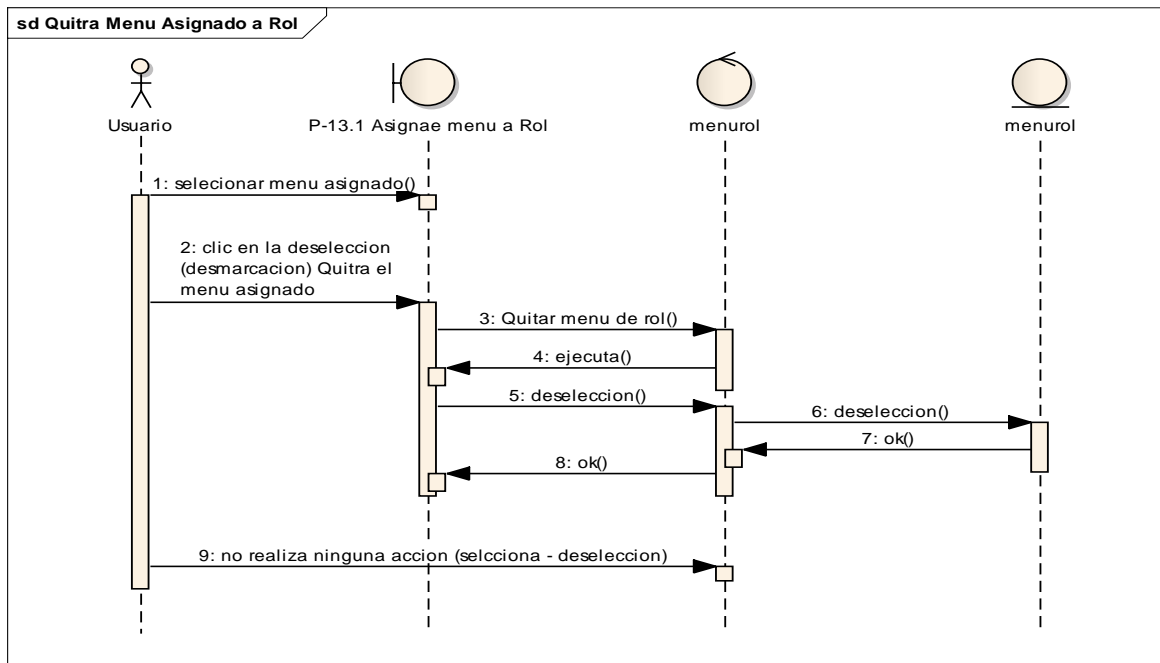 sd Quitra Menu Asignado a Rol
Usuario
P-13.1 Asignae menu a Rol
menurol
menurol
1: selecionar menu asignado()
2: clic en la deseleccion
(desmarcacion) Quitra el
menu asignado
3: Quitar menu de rol()
4: ejecuta()
5: deseleccion()
6: deseleccion()
7: ok()
8: ok()
9: no realiza ninguna accion (selcciona - deseleccion)